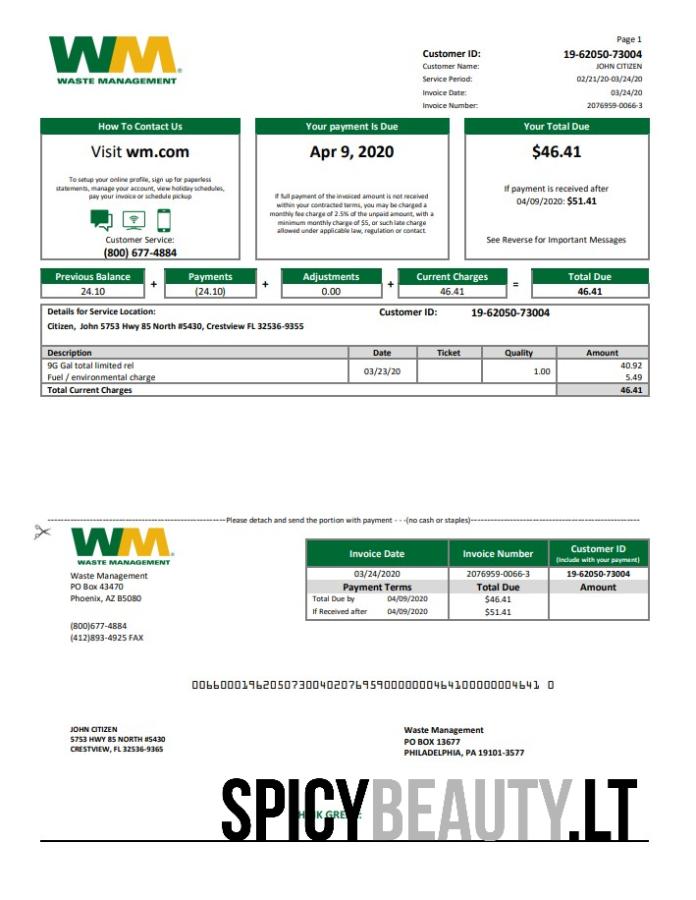 WM
WASTE MANAGEMENT
Page 1
Customer ID: 19-62050-73004
Customer Name: JOHN CITIZEN
Service Period: 02/21/20-03/24/20
Invoice Date: 03/24/20
Invoice Number: 2076959-0066-3
How To Contact Us
Visit wm.com
To setup your online profile, sign up for paperless
statements, manage your account, view holiday schedules,
pay your invoice or schedule pickup
Customer Service:
(800) 677-4884
Your payment Is Due
Apr 9, 2020
If full payment of the invoiced amount is not received
within your contracted terms, you may be charged a
monthly fee charge of 2.5% of the unpaid amount, with a
minimum monthly charge of $5, or such late charge
allowed under applicable law, regulation or contact.
Your Total Due
$46.41
If payment is received after
04/09/2020: $51.41
See Reverse for Important Messages
Previous Balance + Payments + Adjustments + Current Charges = Total Due
24.10 (24.10) 0.00 46.41 46.41
Details for Service Location: Customer ID: 19-62050-73004
Citizen, John 5753 Hwy 85 North #5430, Crestview FL 32536-9355
Description Date Ticket Quality Amount
9G Gal total limited rel 03/23/20 1.00 40.92
Fuel / environmental charge 5.49
Total Current Charges 46.41
Please detach and send the portion with payment - - -(no cash or staples)
WM
WASTE MANAGEMENT
Waste Management
PO Box 43470
Phoenix, AZ B5080
(800)677-4884
(412)893-4925 FAX
Invoice Date Invoice Number Customer ID
(Include with your payment)
03/24/2020 2076959-0066-3 19-62050-73004
Payment Terms Total Due Amount
Total Due by 04/09/2020 $46.41
If Received after 04/09/2020 $51.41
0066000196205073004020769590000000464100000004641 0
JOHN CITIZEN
5753 HWY 85 NORTH #5430
CRESTVIEW, FL 32536-9365
Waste Management
PO BOX 13677
PHILADELPHIA, PA 19101-3577
SPICYBEAUTY.LT